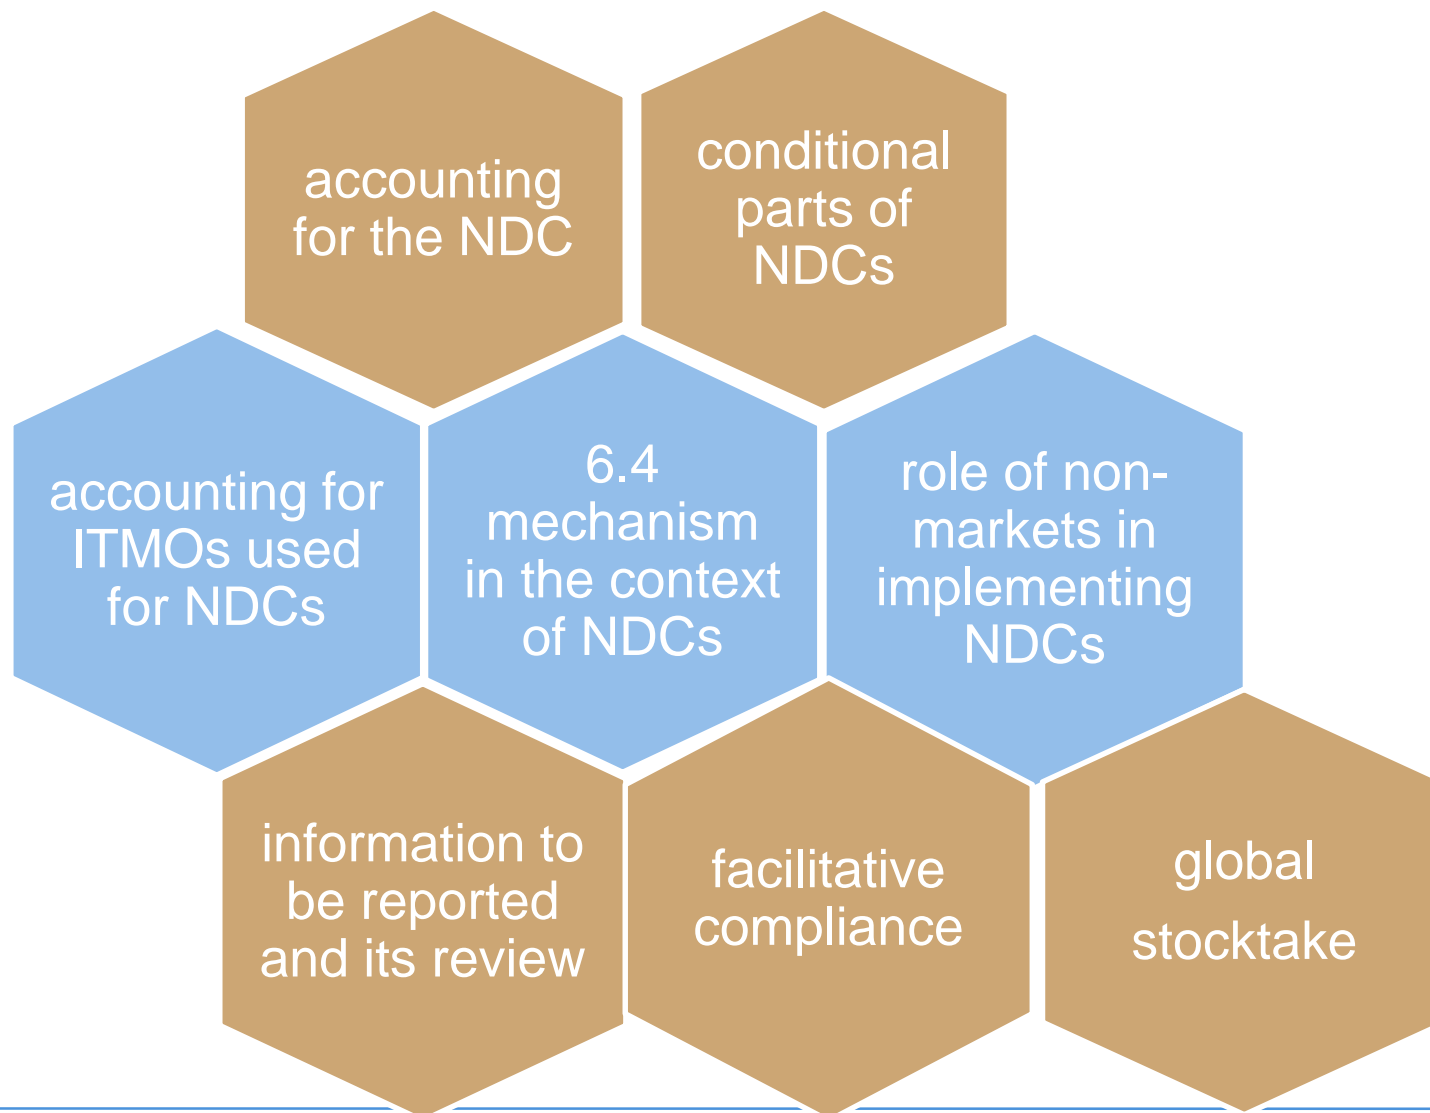 accounting
for the NDC
conditional
parts of
NDCs
accounting for
ITMOs used
for NDCs
6.4
mechanism
in the context
of NDCs
role of non-
markets in
implementing
NDCs
information to
be reported
and its review
facilitative
compliance
global
stocktake